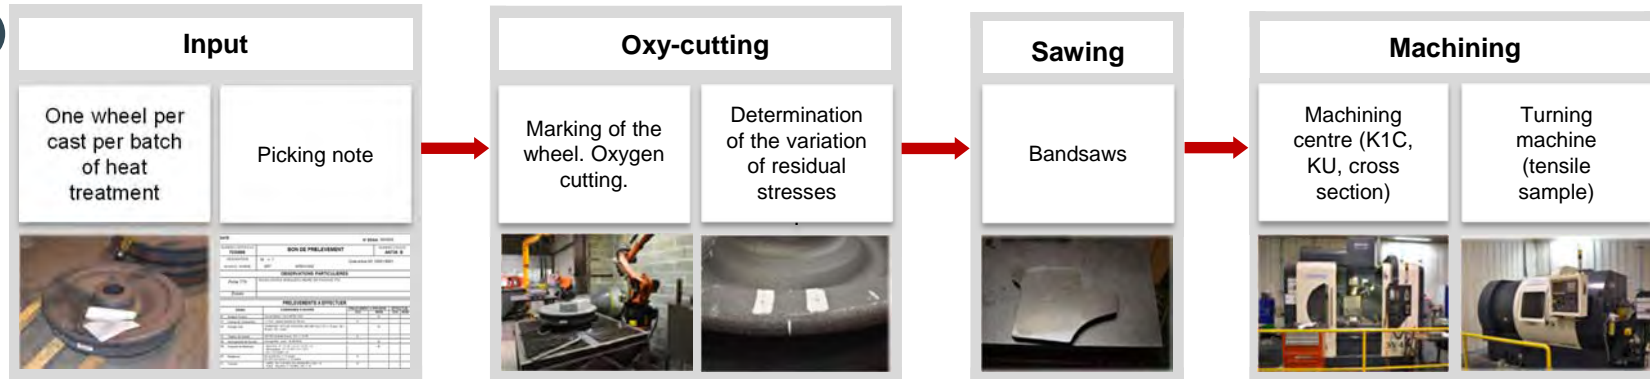 Input
One wheel per
cast per batch
of heat
treatment
Picking note
BON DE PRELEVEMENT
OBSERVATIONS PARTICULIERES
PRELEVEMENTS A EFFECTUER
Oxy-cutting
Marking of the
wheel. Oxygen
cutting.
Determination
of the variation
of residual
stresses
.
Sawing
Bandsaws
Machining
Machining
centre (K1C,
KU, cross
section)
Turning
machine
(tensile
sample)